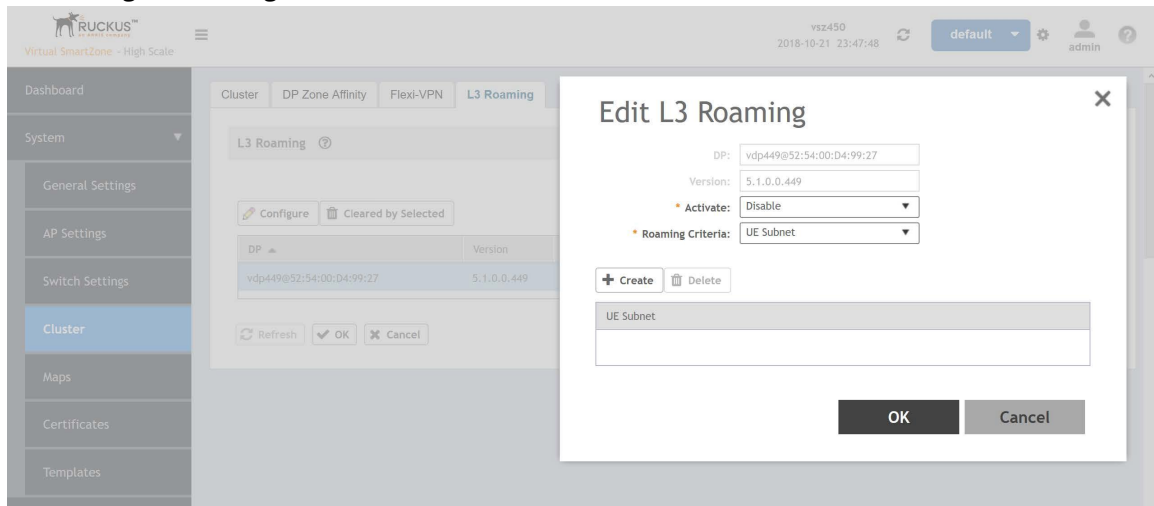 RUCKUS™
Virtual SmartZone - High Scale
vsz450
2018-10-21 23:47:48
default
admin
Dashboard
System
General Settings
AP Settings
Switch Settings
Cluster
Maps
Certificates
Templates
Cluster DP Zone Affinity Flexi-VPN L3 Roaming
L3 Roaming
Configure Cleared by Selected
DP Version
vdp449@52:54:00:D4:99:27 5.1.0.0.449
Refresh OK Cancel
Edit L3 Roaming
DP: vdp449@52:54:00:D4:99:27
Version: 5.1.0.0.449
* Activate: Disable
* Roaming Criteria: UE Subnet
Create Delete
UE Subnet
OK Cancel